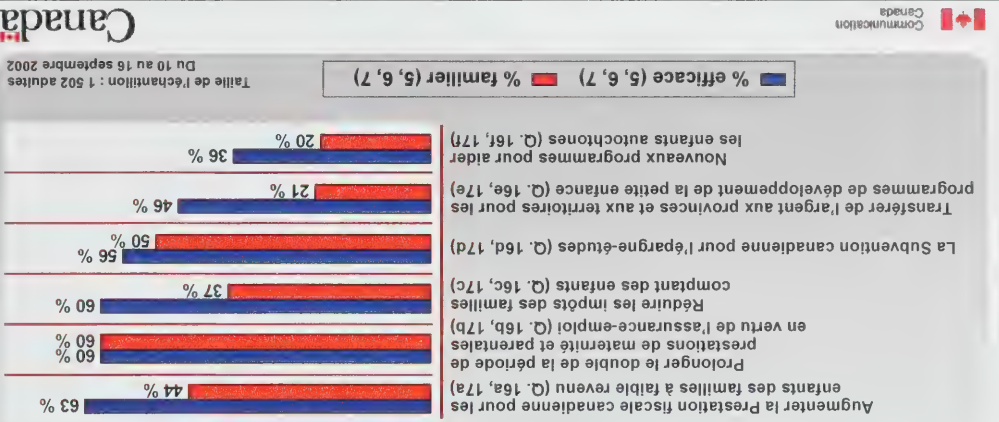 Augmenter la Prestation fiscale canadienne pour les
enfants des familles à faible revenu (Q. 16a, 17a)
63 %
44 %
Prolonger le double de la période de
prestations de maternité et parentales
en vertu de l'assurance-emploi (Q. 16b, 17b)
60 %
60 %
Réduire les impôts des familles
comptant des enfants (Q. 16c, 17c)
60 %
37 %
La Subvention canadienne pour l'épargne-études (Q. 16d, 17d)
56 %
50 %
Transférer de l'argent aux provinces et aux territoires pour les
programmes de développement de la petite enfance (Q. 16e, 17e)
46 %
21 %
Nouveaux programmes pour aider
les enfants autochtones (Q. 16f, 17f)
36 %
20 %
% efficace (5, 6, 7)
% familier (5, 6, 7)
Taille de l'échantillon : 1 502 adultes
Du 10 au 16 septembre 2002
Communication
Canada
Canada